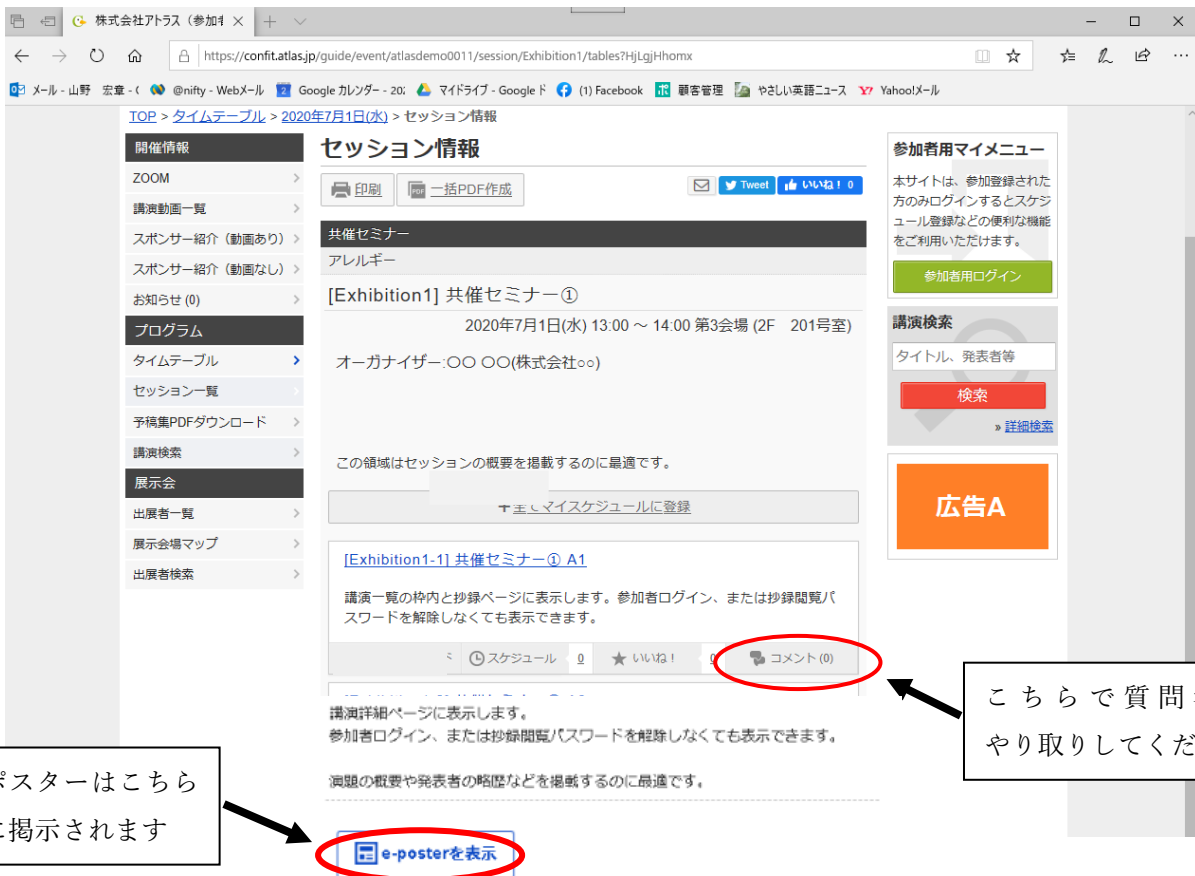 株式会社アトラス（参加者
https://confit.atlas.jp/guide/event/atlasdemo0011/session/Exhibition1/tables?HjLgjHhomx
メール - 山野 宏章 - (
@nifty - Webメール
Google カレンダー - 202
マイドライブ - Google ド
(1) Facebook
顧客管理
やさしい英語ニュース
Yahoo!メール
TOP > タイムテーブル > 2020年7月1日(水) > セッション情報
開催情報
ZOOM
講演動画一覧
スポンサー紹介（動画あり）
スポンサー紹介（動画なし）
お知らせ (0)
プログラム
タイムテーブル
セッション一覧
予稿集PDFダウンロード
講演検索
展示会
出展者一覧
展示会場マップ
出展者検索
セッション情報
印刷
一括PDF作成
Tweet
いいね！ 0
共催セミナー
アレルギー
[Exhibition1] 共催セミナー①
2020年7月1日(水) 13:00 ～ 14:00 第3会場 (2F　201号室)
オーガナイザー:〇〇 〇〇(株式会社○○)
この領域はセッションの概要を掲載するのに最適です。
マイスケジュールに登録
[Exhibition1-1] 共催セミナー① A1
講演一覧の枠内と抄録ページに表示します。参加者ログイン、または抄録閲覧パ
スワードを解除しなくても表示できます。
スケジュール 0 いいね！ コメント (0)
講演詳細ページに表示します。
参加者ログイン、または抄録閲覧パスワードを解除しなくても表示できます。
演題の概要や発表者の略歴などを掲載するのに最適です。
e-posterを表示
参加者用マイメニュー
本サイトは、参加登録された
方のみログインするとスケジ
ュール登録などの便利な機能
をご利用いただけます。
参加者用ログイン
講演検索
タイトル、発表者等
検索
» 詳細検索
広告A
こちらで質問
やり取りしてくだ
ポスターはこちら
に掲示されます